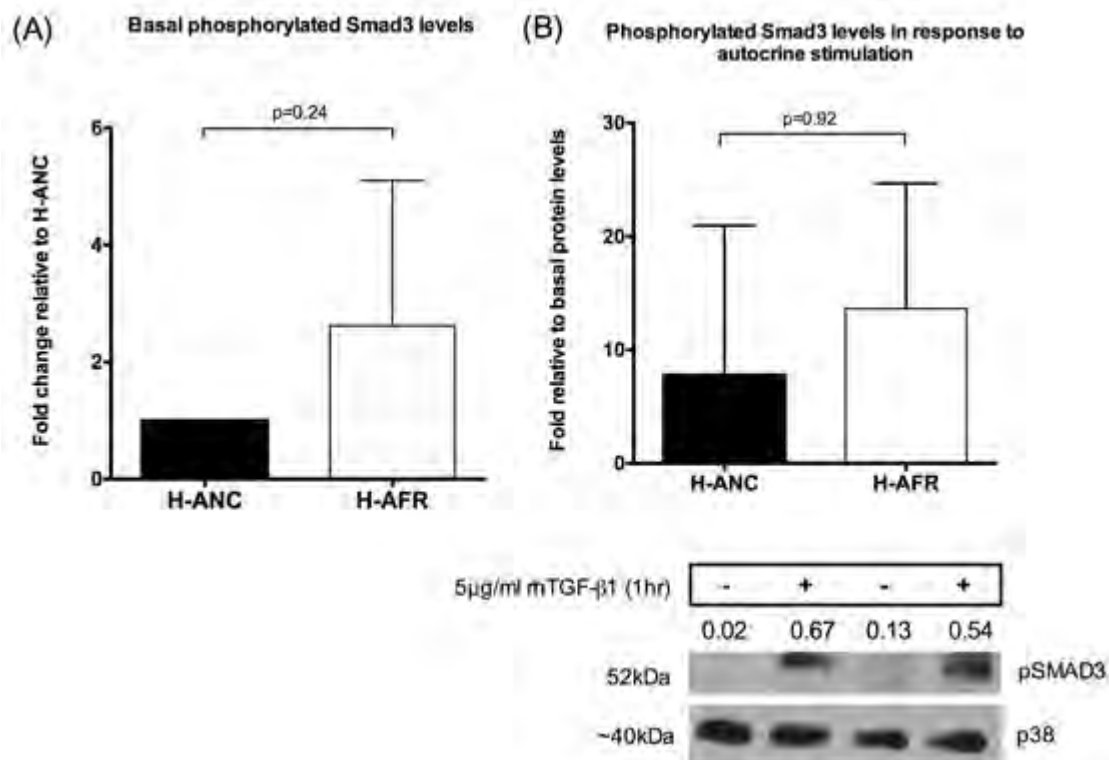 (A)
Basal phosphorylated Smad3 levels
p=0.24
Fold change relative to H-ANC
6
4
2
0
H-ANC H-AFR
(B)
Phosphorylated Smad3 levels in response to
autocrine stimulation
p=0.92
Fold relative to basal protein levels
30
20
10
0
H-ANC H-AFR
5µg/ml rhTGF-β1 (1hr) - + - +
0.02 0.67 0.13 0.54
52kDa pSMAD3
~40kDa p38